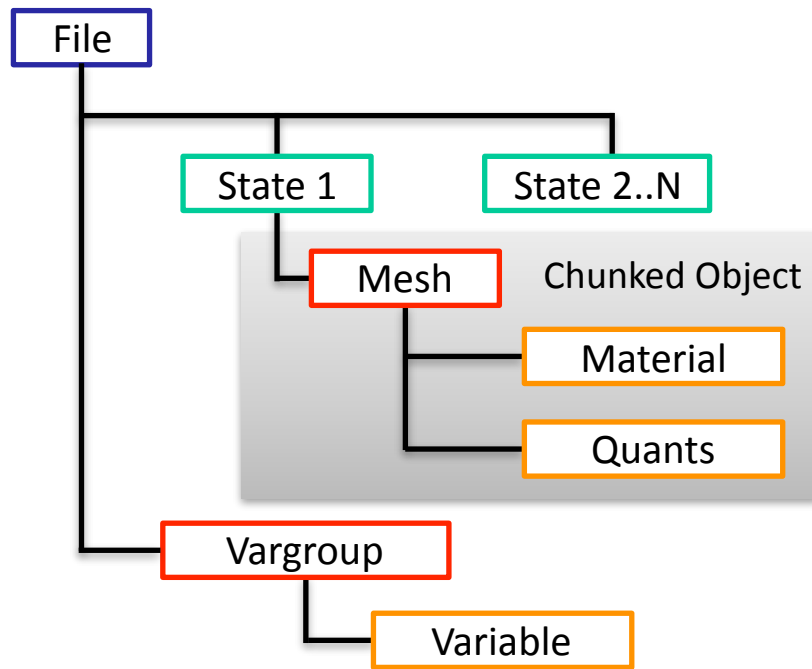 File
State 1
State 2..N
Mesh
Chunked Object
Material
Quants
Vargroup
Variable